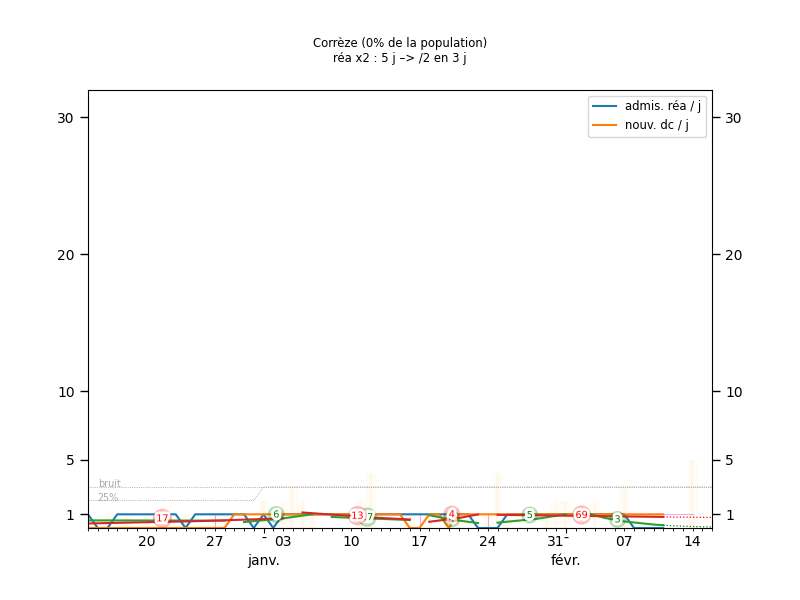 Corrèze (0% de la population)
réa x2 : 5 j –> /2 en 3 j
admis. réa / j
nouv. dc / j
30 30
20 20
10 10
5 5
bruit
25%
1 1
17 6 13 7 4 5 69 3
20 27 - 03 10 17 24 31 - 07 14
janv. févr.